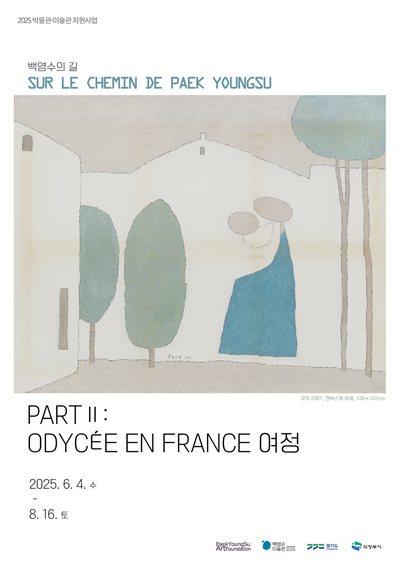 2025 박물관·미술관 지원사업
백영수의 길
SUR LE CHEMIN DE PAEK YOUNGSU
Paek 07
모자 2007, 캔버스에 유채, 130×162cm
PART II :
ODYCÉE EN FRANCE 여정
2025. 6. 4. 수
-
8. 16. 토
PaekYoungSu
Art Foundation
백영수
미술관
경기도
의정부시